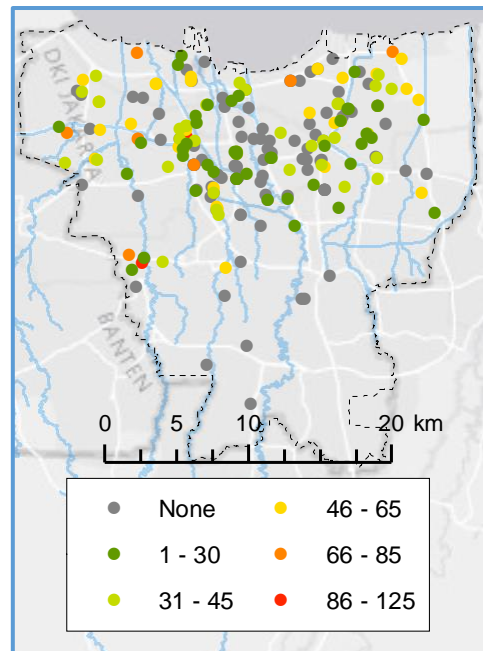 DKI JAKARTA
BANTEN
0 5 10 20 km
None 46 - 65
1 - 30 66 - 85
31 - 45 86 - 125